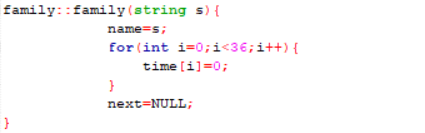 family::family(string s){
name=s;
for(int i=0;i<36;i++){
time[i]=0;
}
next=NULL;
}